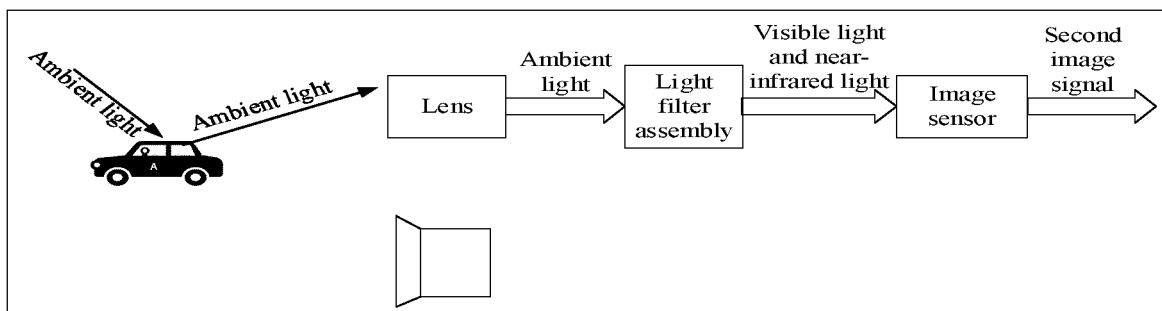 Ambient light
A
Ambient light
Lens
Ambient
light
Light
filter
assembly
Visible light
and near-
infrared light
Image
sensor
Second
image
signal